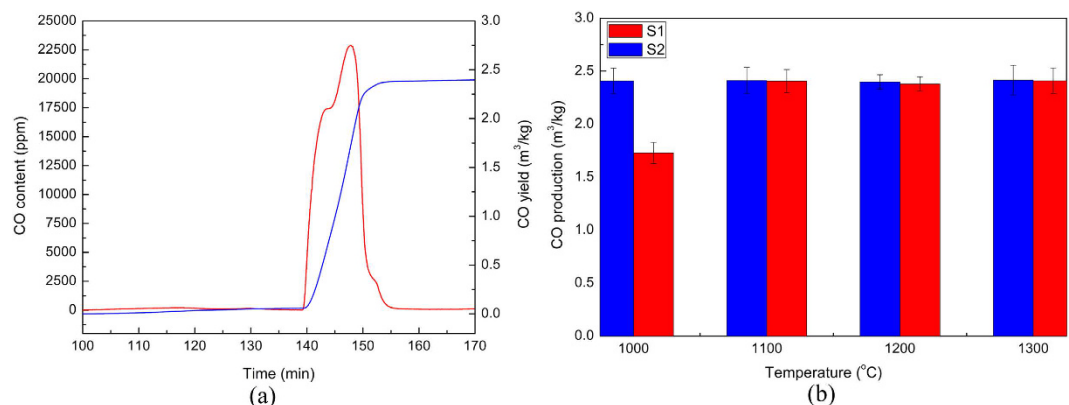 25000
22500
20000
17500
15000
12500
10000
7500
5000
2500
0
CO content (ppm)
3.0
2.5
2.0
1.5
1.0
0.5
0.0
CO yield (m³/kg)
100 110 120 130 140 150 160 170
Time (min)
(a)
S1
S2
3.0
2.5
2.0
1.5
1.0
0.5
0.0
CO production (m³/kg)
1000 1100 1200 1300
Temperature (°C)
(b)